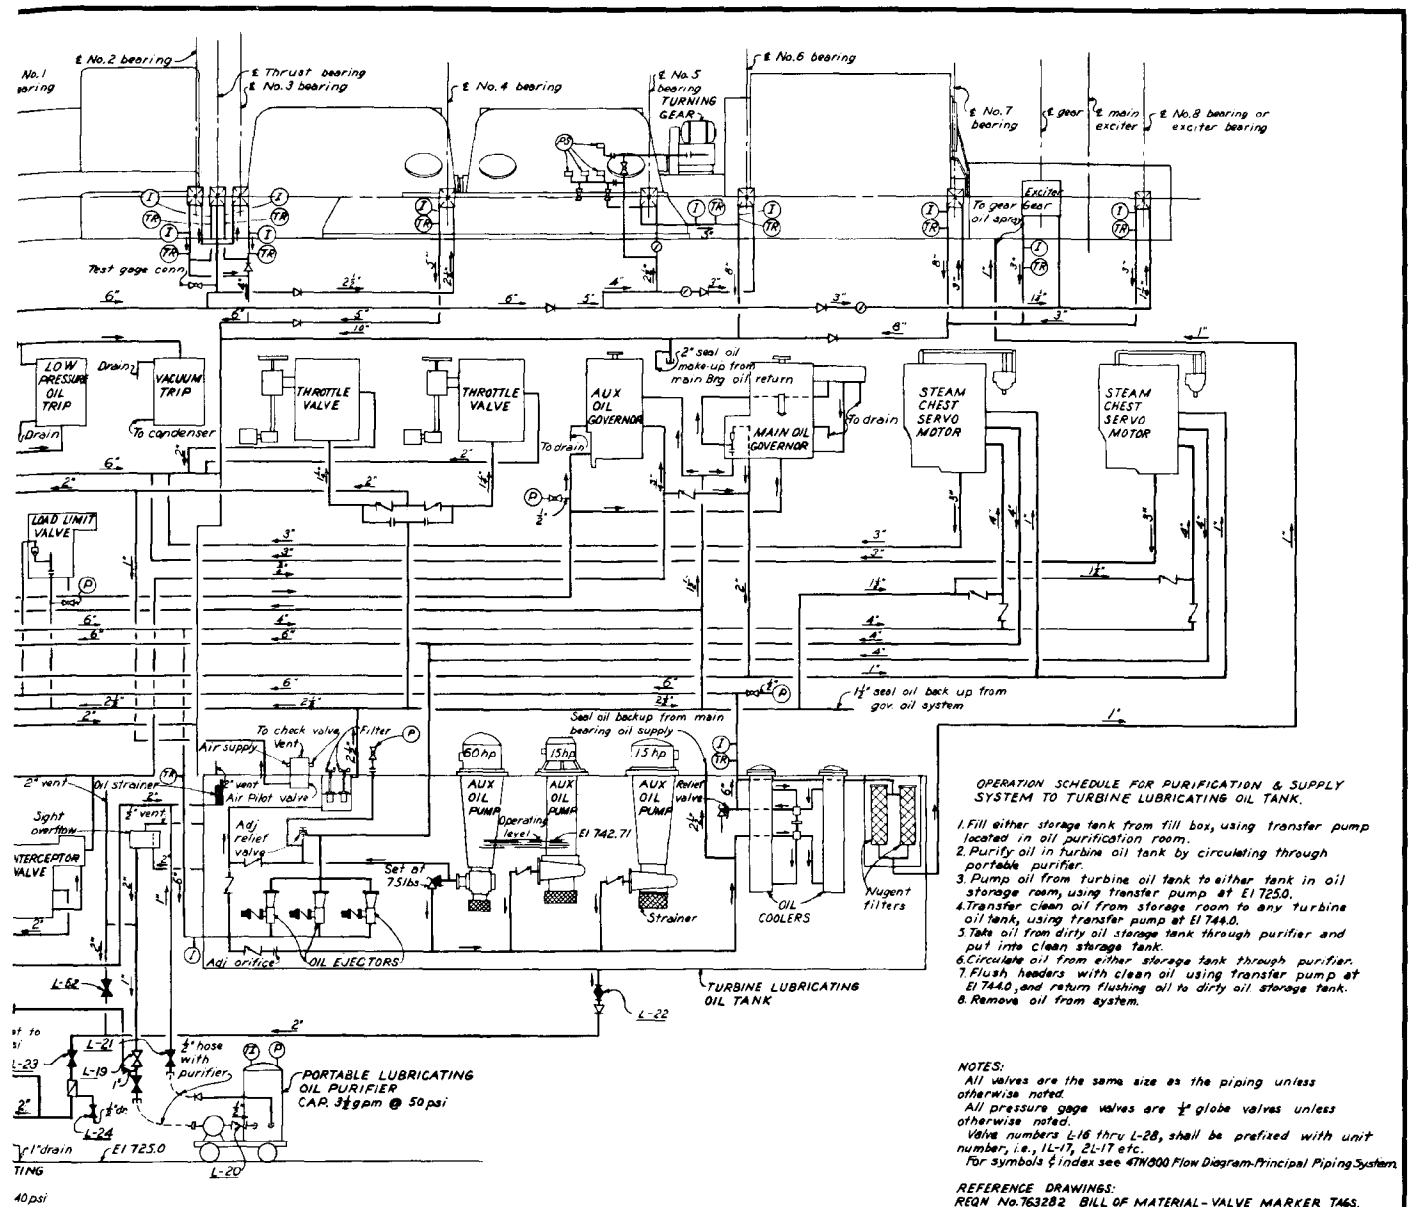 No.1
℄ No.2 bearing
℄ Thrust bearing
℄ No.3 bearing
℄ No.4 bearing
℄ No.5
bearing
TURNING
GEAR
℄ No.6 bearing
℄ No.7
bearing
℄ gear
℄ main
exciter
℄ No.8 bearing or
exciter bearing
PS
Exciter
Gear
To gear
oil spray
I
TR
Test gage conn.
LOW
PRESSURE
OIL
TRIP
Drain
Drain
VACUUM
TRIP
To condenser
THROTTLE
VALVE
THROTTLE
VALVE
AUX
OIL
GOVERNOR
To drain
2" seal oil
make-up from
main Brg oil return
MAIN OIL
GOVERNOR
To drain
STEAM
CHEST
SERVO
MOTOR
STEAM
CHEST
SERVO
MOTOR
LOAD LIMIT
VALVE
P
1½" seal oil back up from
gov. oil system
Seal oil backup from main
bearing oil supply
To check valve
Vent
Filter
Air supply
Oil strainer
2" vent
2" vent
Air Pilot valve
½" vent
Sight
overflow
Adj
relief
valve
60hp
AUX
OIL
PUMP
15hp
AUX
OIL
PUMP
15hp
AUX
OIL
PUMP
Operating
level
El 742.71
Set at
75lbs
Relief
valve
Strainer
OIL
COOLERS
Nugent
filters
Adj orifice
OIL EJECTORS
TURBINE LUBRICATING
OIL TANK
INTERCEPTOR
VALVE
L-62
L-22
L-21
L-23
L-19
L-24
L-20
½" hose
with
purifier
TI
P
PORTABLE LUBRICATING
OIL PURIFIER
CAP. 3½gpm @ 50psi
½"dr.
1"drain
El 725.0
40psi
OPERATION SCHEDULE FOR PURIFICATION & SUPPLY
SYSTEM TO TURBINE LUBRICATING OIL TANK.
1. Fill either storage tank from fill box, using transfer pump
located in oil purification room.
2. Purify oil in turbine oil tank by circulating through
portable purifier.
3. Pump oil from turbine oil tank to either tank in oil
storage room, using transfer pump at El 725.0.
4. Transfer clean oil from storage room to any turbine
oil tank, using transfer pump at El 744.0.
5. Take oil from dirty oil storage tank through purifier and
put into clean storage tank.
6. Circulate oil from either storage tank through purifier.
7. Flush headers with clean oil using transfer pump at
El 744.0, and return flushing oil to dirty oil storage tank.
8. Remove oil from system.
NOTES:
All valves are the same size as the piping unless
otherwise noted.
All pressure gage valves are ½" globe valves unless
otherwise noted.
Valve numbers L-16 thru L-28, shall be prefixed with unit
number, i.e., 1L-17, 2L-17 etc.
For symbols & index see 47W800 Flow Diagram-Principal Piping System
REFERENCE DRAWINGS:
REQN No.763282 BILL OF MATERIAL-VALVE MARKER TAGS.